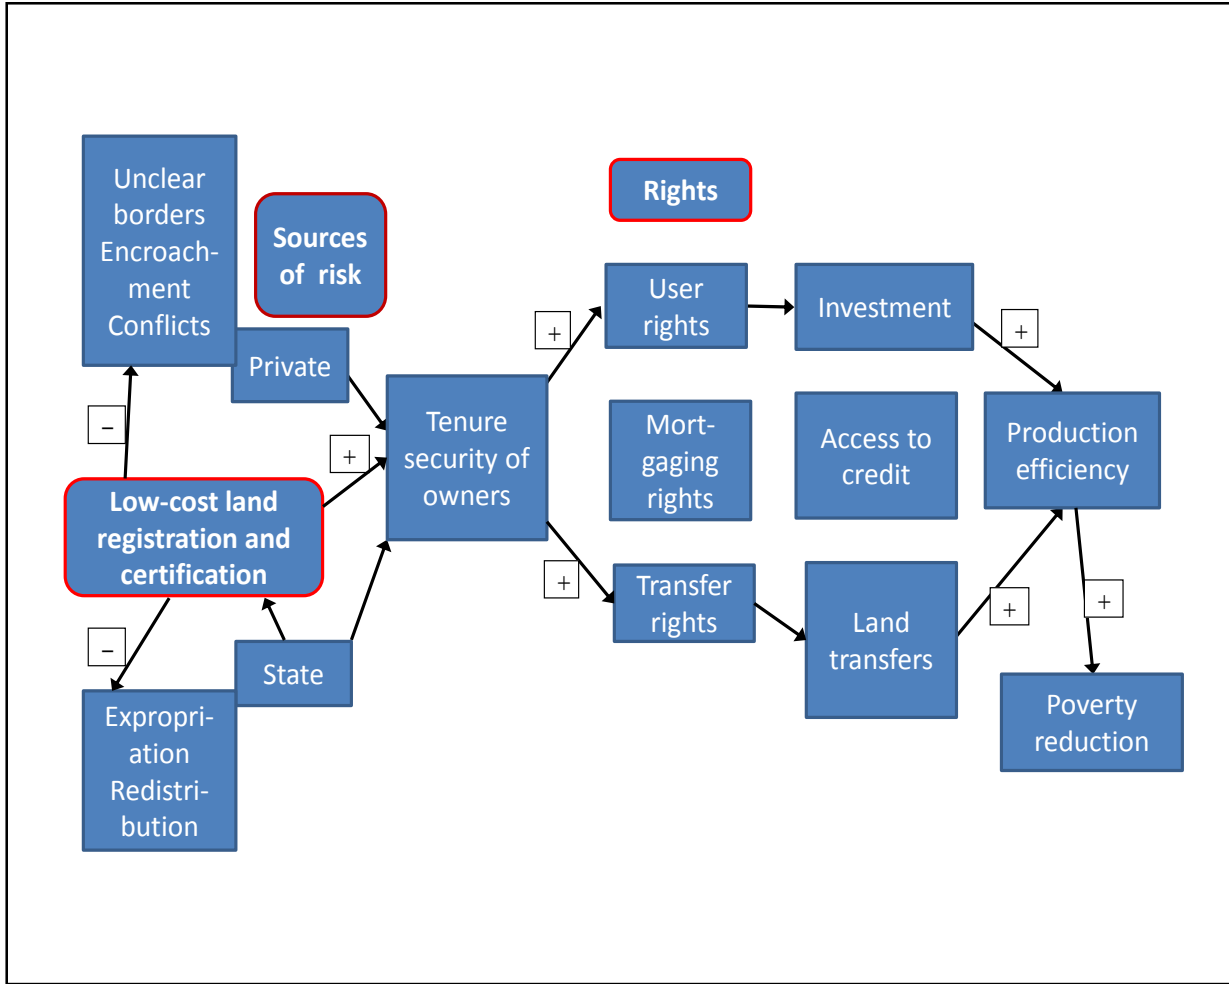 Unclear
borders
Encroach-
ment
Conflicts
Sources
of risk
Rights
Private
User
rights
Investment
+
+
–
+
Tenure
security of
owners
Mort-
gaging
rights
Access to
credit
Production
efficiency
Low-cost land
registration and
certification
+
Transfer
rights
Land
transfers
+
+
–
State
Expropri-
ation
Redistri-
bution
Poverty
reduction